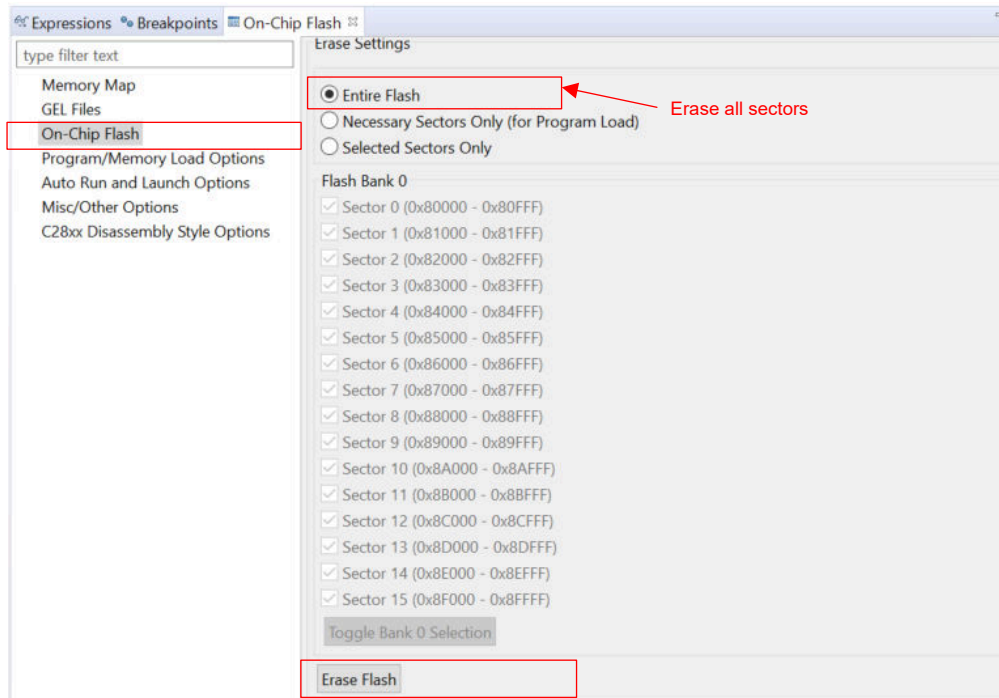 Expressions Breakpoints On-Chip Flash
type filter text
Memory Map
GEL Files
On-Chip Flash
Program/Memory Load Options
Auto Run and Launch Options
Misc/Other Options
C28xx Disassembly Style Options
Erase Settings
Entire Flash
Erase all sectors
Necessary Sectors Only (for Program Load)
Selected Sectors Only
Flash Bank 0
Sector 0 (0x80000 - 0x80FFF)
Sector 1 (0x81000 - 0x81FFF)
Sector 2 (0x82000 - 0x82FFF)
Sector 3 (0x83000 - 0x83FFF)
Sector 4 (0x84000 - 0x84FFF)
Sector 5 (0x85000 - 0x85FFF)
Sector 6 (0x86000 - 0x86FFF)
Sector 7 (0x87000 - 0x87FFF)
Sector 8 (0x88000 - 0x88FFF)
Sector 9 (0x89000 - 0x89FFF)
Sector 10 (0x8A000 - 0x8AFFF)
Sector 11 (0x8B000 - 0x8BFFF)
Sector 12 (0x8C000 - 0x8CFFF)
Sector 13 (0x8D000 - 0x8DFFF)
Sector 14 (0x8E000 - 0x8EFFF)
Sector 15 (0x8F000 - 0x8FFFF)
Toggle Bank 0 Selection
Erase Flash